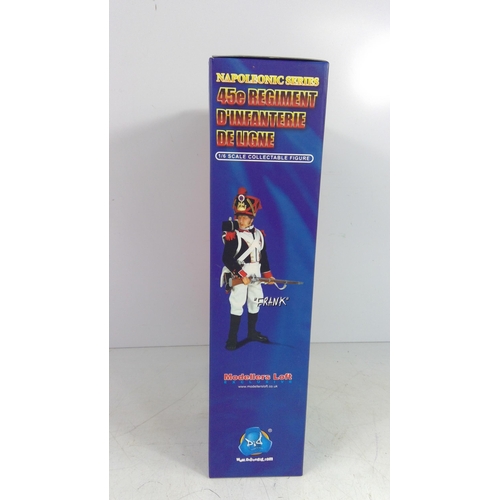 NAPOLEONIC SERIES
45e REGIMENT
D'INFANTERIE
DE LIGNE
1/6 SCALE COLLECTABLE FIGURE
"FRANK"
Modellers Loft
www.modellersloft.co.uk